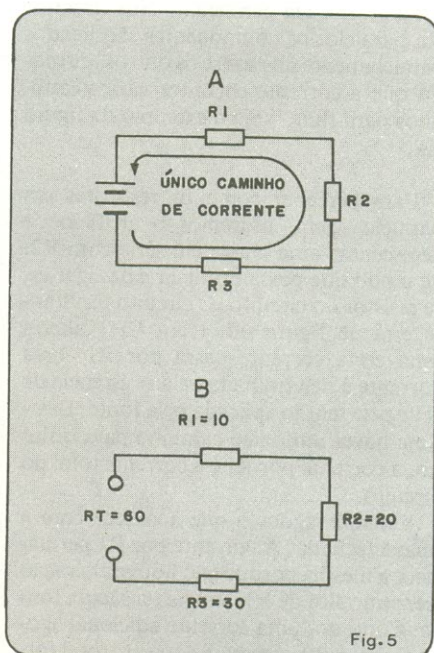 A
R1
ÚNICO CAMINHO
DE CORRENTE
R2
R3
B
R1=10
RT=60
R2=20
R3=30
Fig.5